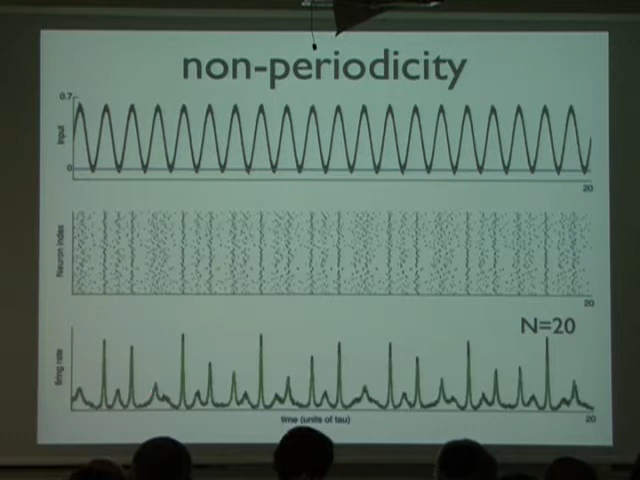 non-periodicity
0.7
Input
0
20
Neuron index
20
N=20
firing rate
time (units of tau)
20